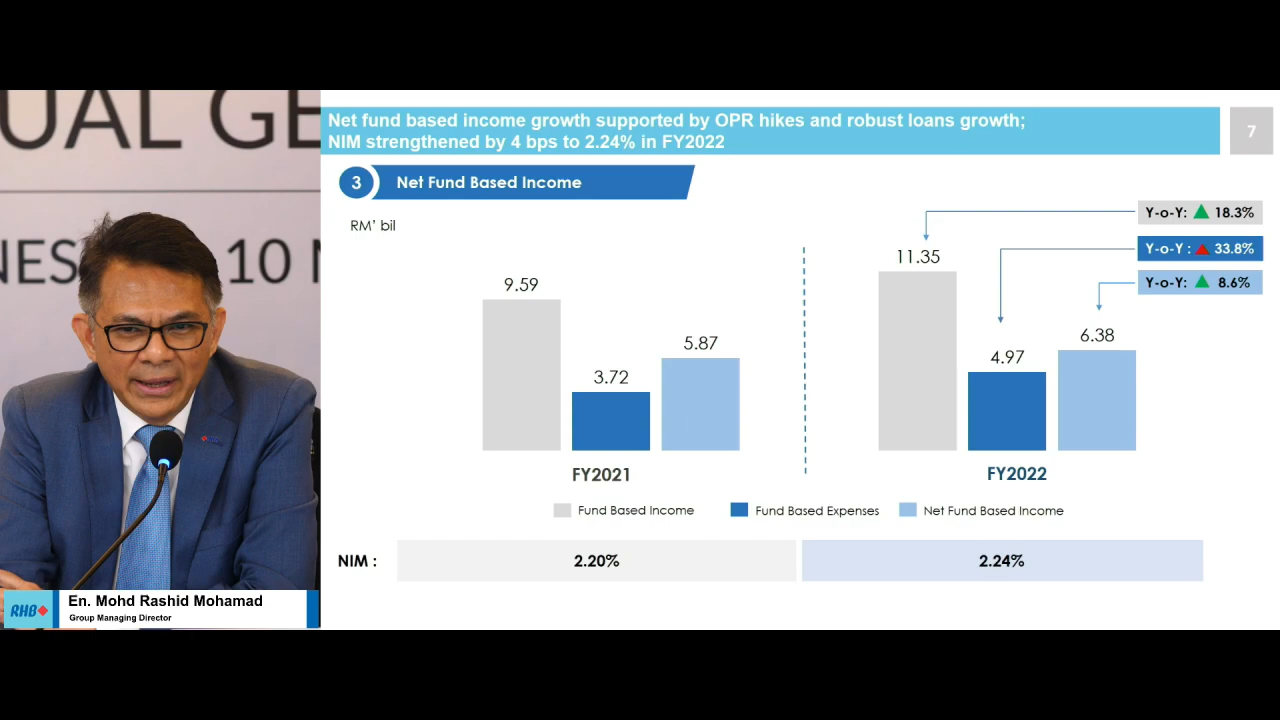 UAL GE
NES
10
Net fund based income growth supported by OPR hikes and robust loans growth;
NIM strengthened by 4 bps to 2.24% in FY2022
7
3
Net Fund Based Income
RM' bil
Y-o-Y: 18.3%
Y-o-Y : 33.8%
Y-o-Y: 8.6%
9.59
3.72
5.87
11.35
4.97
6.38
FY2021
FY2022
Fund Based Income
Fund Based Expenses
Net Fund Based Income
NIM :
2.20%
2.24%
RHB
En. Mohd Rashid Mohamad
Group Managing Director